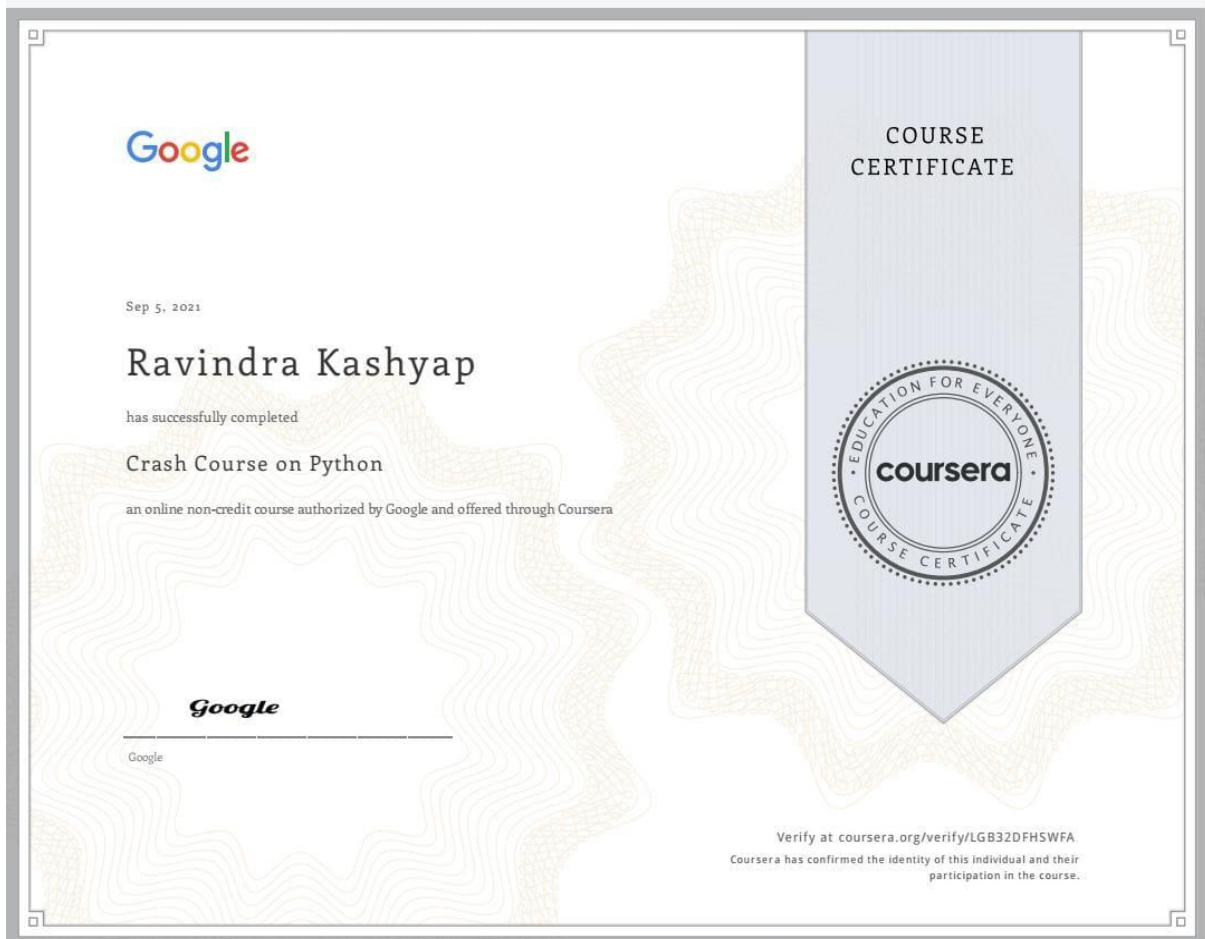 Google
COURSE
CERTIFICATE
Sep 5, 2021
Ravindra Kashyap
has successfully completed
Crash Course on Python
an online non-credit course authorized by Google and offered through Coursera
EDUCATION FOR EVERYONE
coursera
COURSE CERTIFICATE
Google
Google
Verify at coursera.org/verify/LGB32DFHSWFA
Coursera has confirmed the identity of this individual and their
participation in the course.